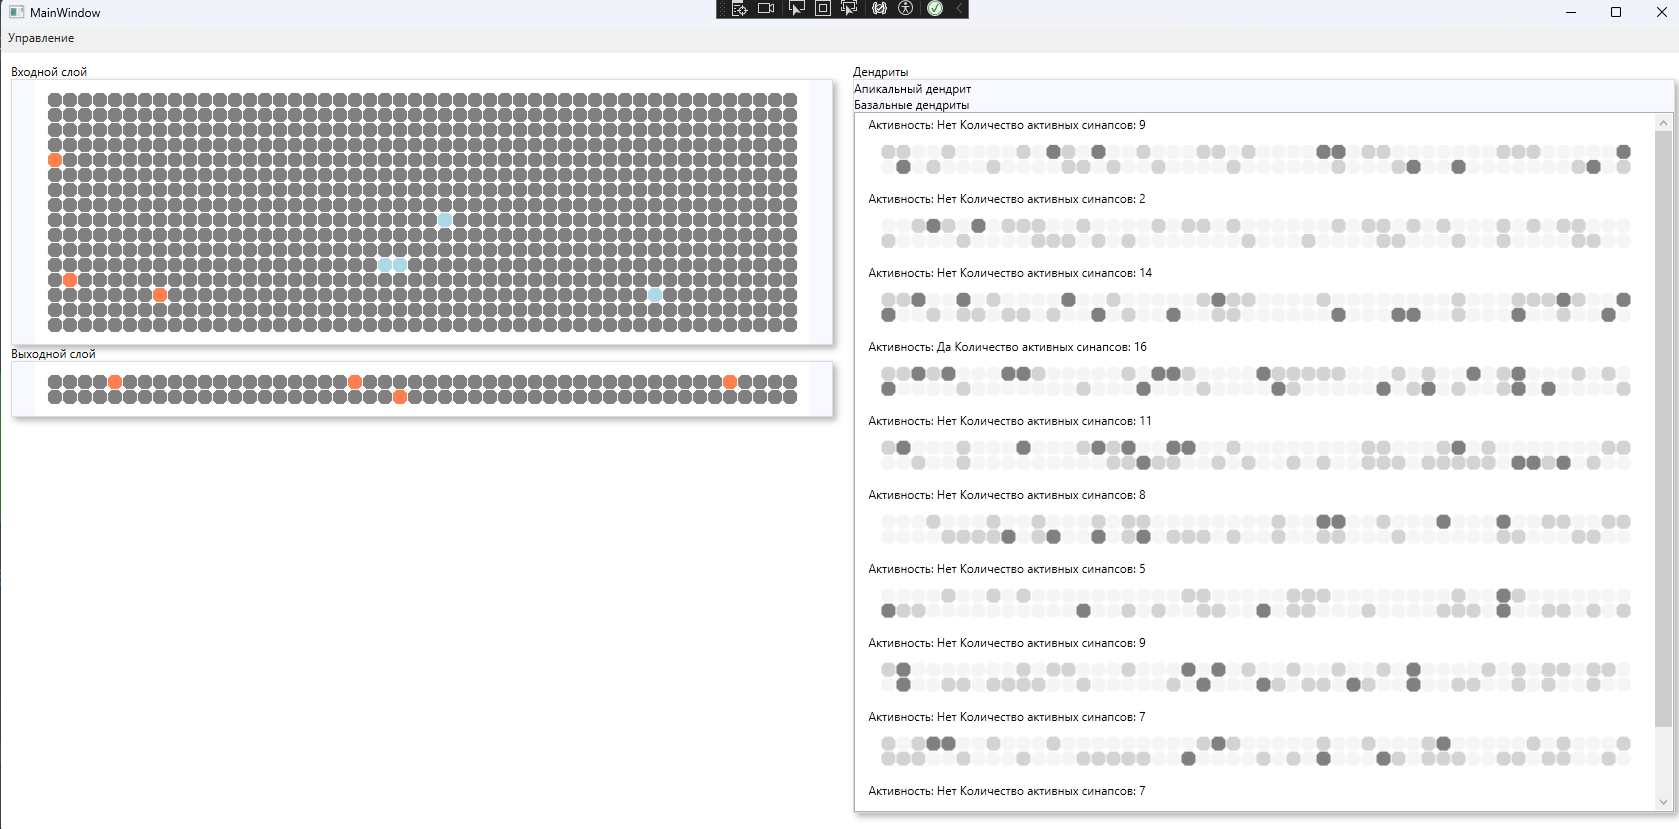 MainWindow
Управление
Входной слой
Выходной слой
Дендриты
Апикальный дендрит
Базальные дендриты
Активность: Нет Количество активных синапсов: 9
Активность: Нет Количество активных синапсов: 2
Активность: Нет Количество активных синапсов: 14
Активность: Да Количество активных синапсов: 16
Активность: Нет Количество активных синапсов: 11
Активность: Нет Количество активных синапсов: 8
Активность: Нет Количество активных синапсов: 5
Активность: Нет Количество активных синапсов: 9
Активность: Нет Количество активных синапсов: 7
Активность: Нет Количество активных синапсов: 7